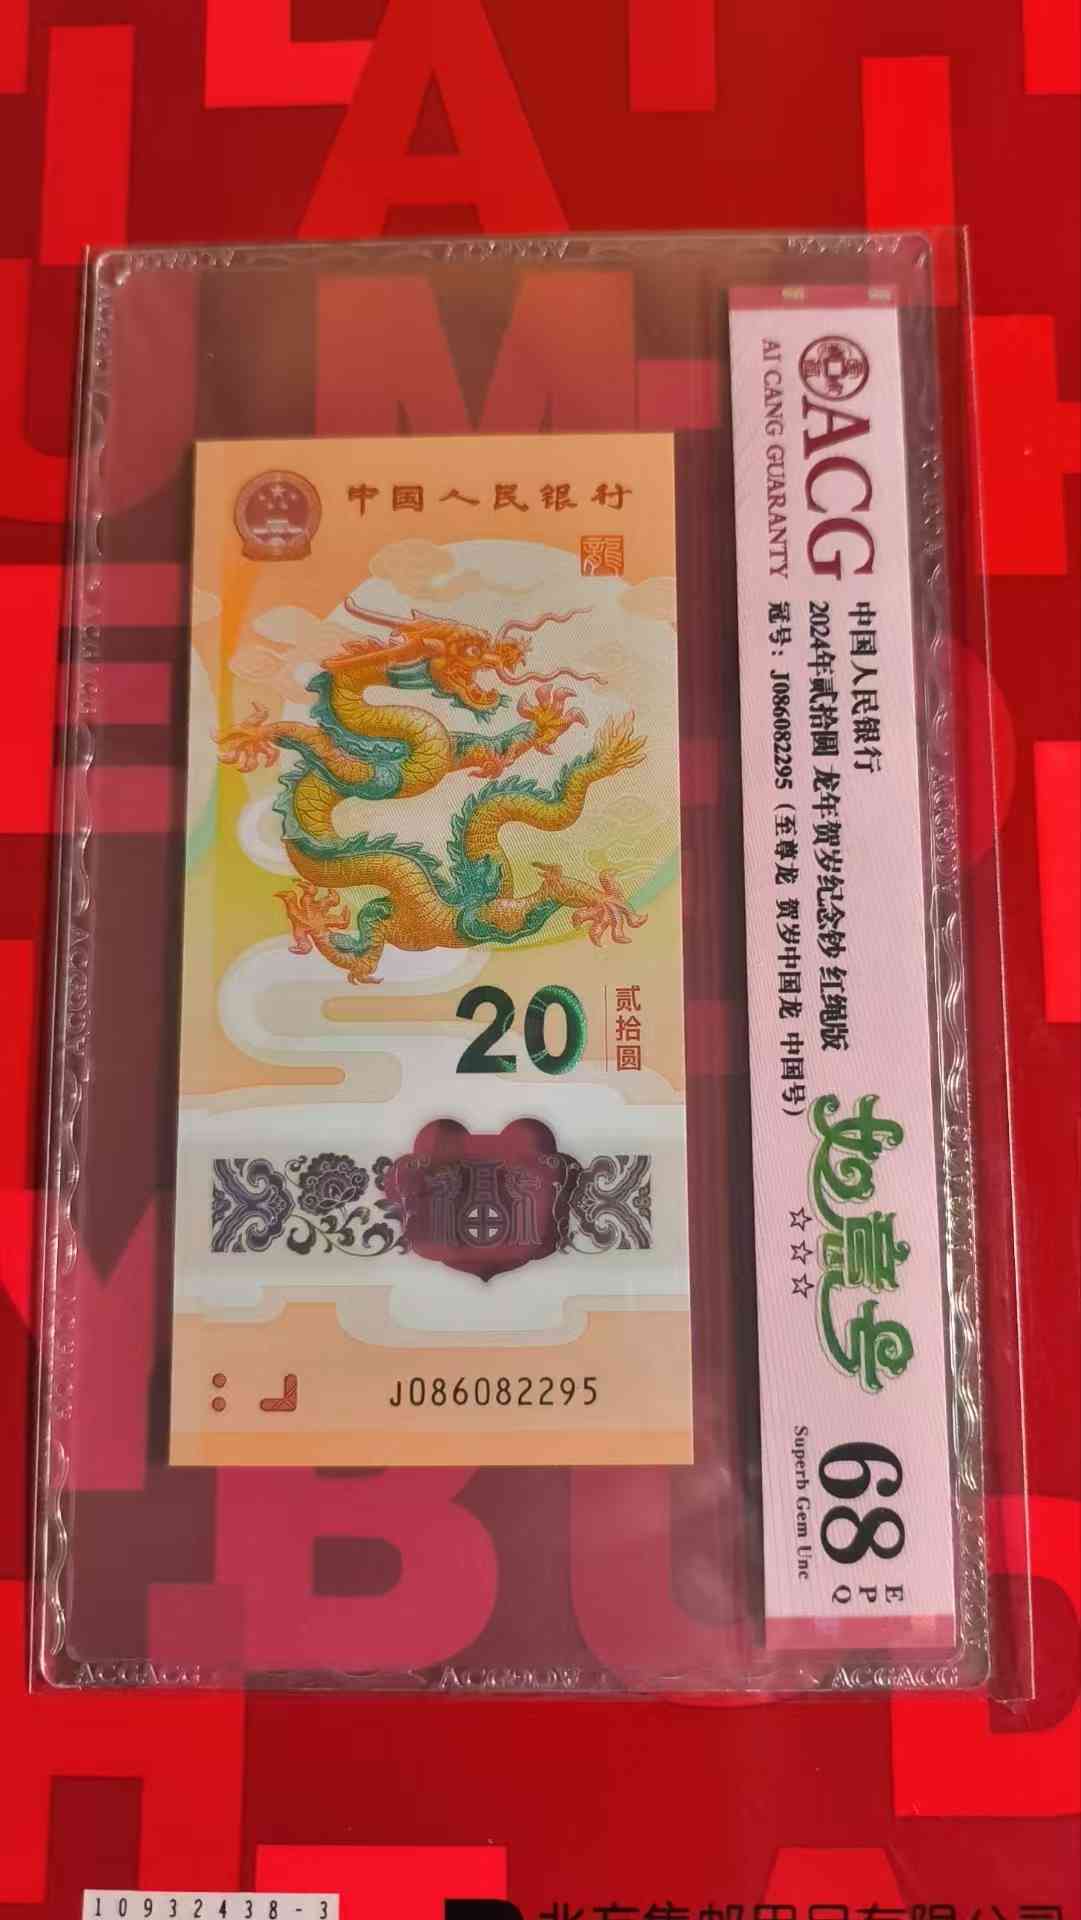 中国人民银行
龍
20
贰拾圆
J086082295
ACG
AI CANG GUARANTY
中国人民银行
2024年贰拾圆 龙年贺岁纪念钞 红绳版
冠号：J086082295（至尊龙 贺岁中国龙 中国号）
如意号
☆☆☆
68
EPQ
Superb Gem Unc
ACGACG
ACGACG
10932438-3